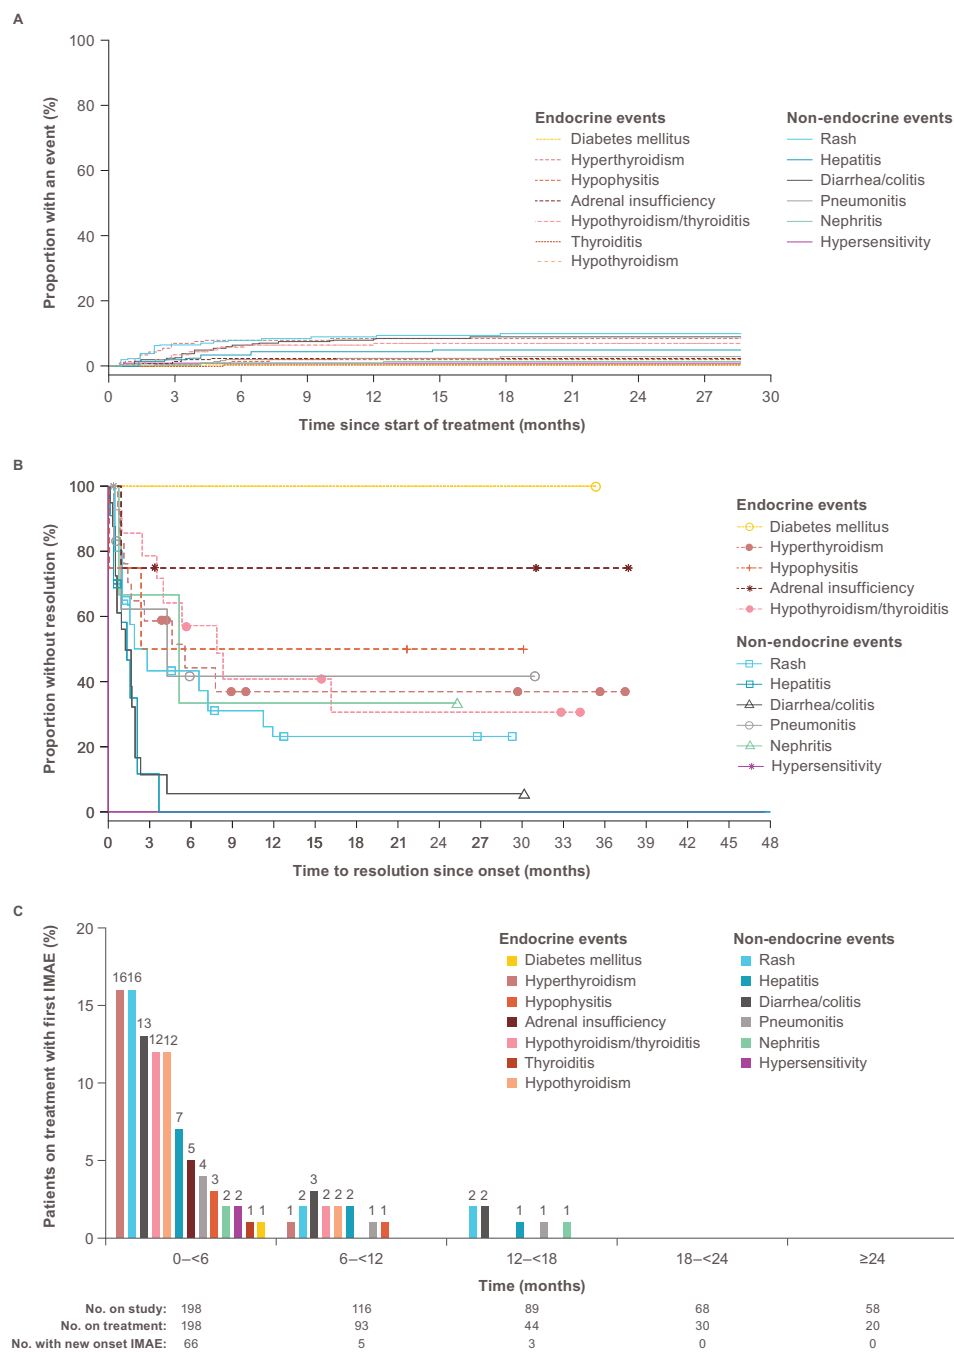 A
Proportion with an event (%)
100
80
60
40
20
0
0 3 6 9 12 15 18 21 24 27 30
Time since start of treatment (months)
Endocrine events
Diabetes mellitus
Hyperthyroidism
Hypophysitis
Adrenal insufficiency
Hypothyroidism/thyroiditis
Thyroiditis
Hypothyroidism
Non-endocrine events
Rash
Hepatitis
Diarrhea/colitis
Pneumonitis
Nephritis
Hypersensitivity
B
Proportion without resolution (%)
100
80
60
40
20
0
0 3 6 9 12 15 18 21 24 27 30 33 36 39 42 45 48
Time to resolution since onset (months)
Endocrine events
Diabetes mellitus
Hyperthyroidism
Hypophysitis
Adrenal insufficiency
Hypothyroidism/thyroiditis
Non-endocrine events
Rash
Hepatitis
Diarrhea/colitis
Pneumonitis
Nephritis
Hypersensitivity
C
Patients on treatment with first IMAE (%)
20
15
10
5
0
16 16 13 12 12 7 5 4 3 2 2 1 1
1 2 3 2 2 2 1 1
2 2 1 1 1
Endocrine events
Diabetes mellitus
Hyperthyroidism
Hypophysitis
Adrenal insufficiency
Hypothyroidism/thyroiditis
Thyroiditis
Hypothyroidism
Non-endocrine events
Rash
Hepatitis
Diarrhea/colitis
Pneumonitis
Nephritis
Hypersensitivity
0–<6 6–<12 12–<18 18–<24 ≥24
Time (months)
No. on study: 198 116 89 68 58
No. on treatment: 198 93 44 30 20
No. with new onset IMAE: 66 5 3 0 0